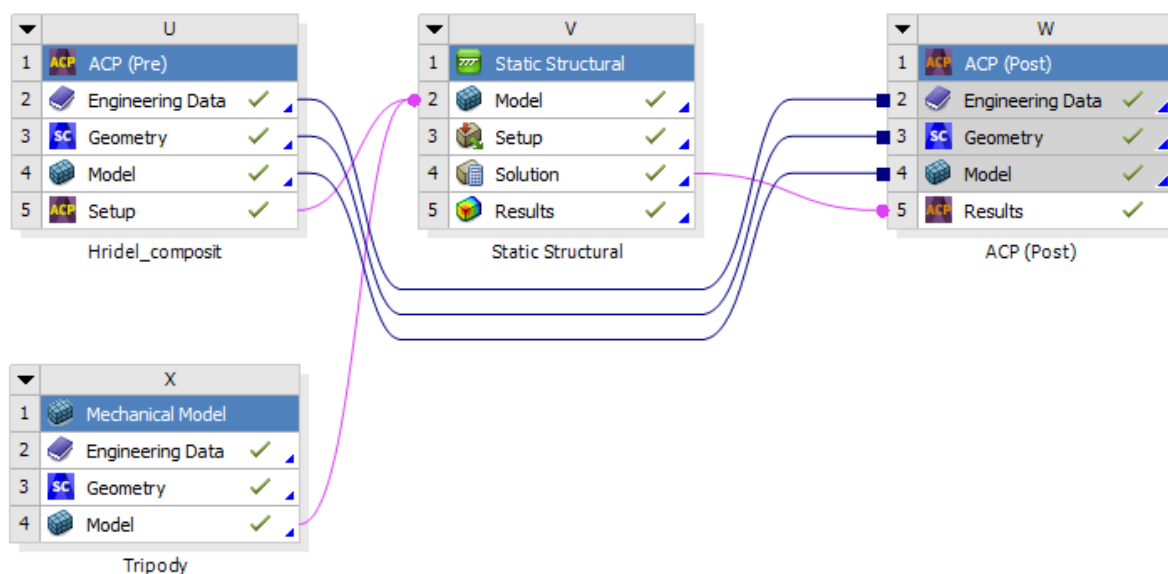 U
1 ACP ACP (Pre)
2 Engineering Data
3 SC Geometry
4 Model
5 ACP Setup
Hridel_composit
V
1 Static Structural
2 Model
3 Setup
4 Solution
5 Results
Static Structural
W
1 ACP ACP (Post)
2 Engineering Data
3 SC Geometry
4 Model
5 ACP Results
ACP (Post)
X
1 Mechanical Model
2 Engineering Data
3 SC Geometry
4 Model
Tripody